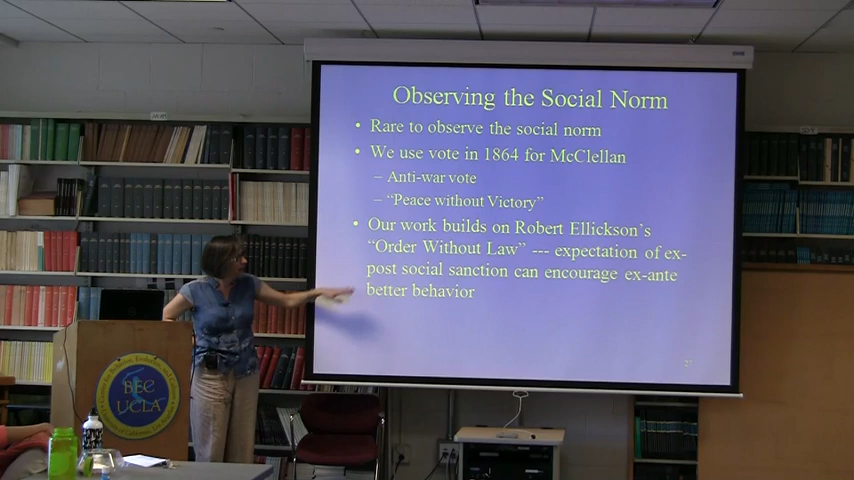 Observing the Social Norm
• Rare to observe the social norm
• We use vote in 1864 for McClellan
– Anti-war vote
– “Peace without Victory”
• Our work builds on Robert Ellickson’s
“Order Without Law” --- expectation of ex-
post social sanction can encourage ex-ante
better behavior
BEC
UCLA